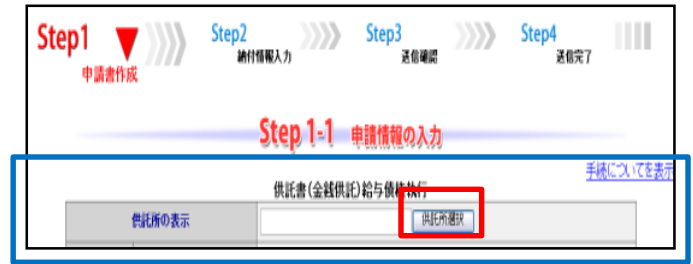 Step1
申請書作成
Step2
納付情報入力
Step3
送信確認
Step4
送信完了
Step 1-1 申請情報の入力
手続についてを表示
供託書(金銭供託)給与債権執行
供託所の表示
供託所選択